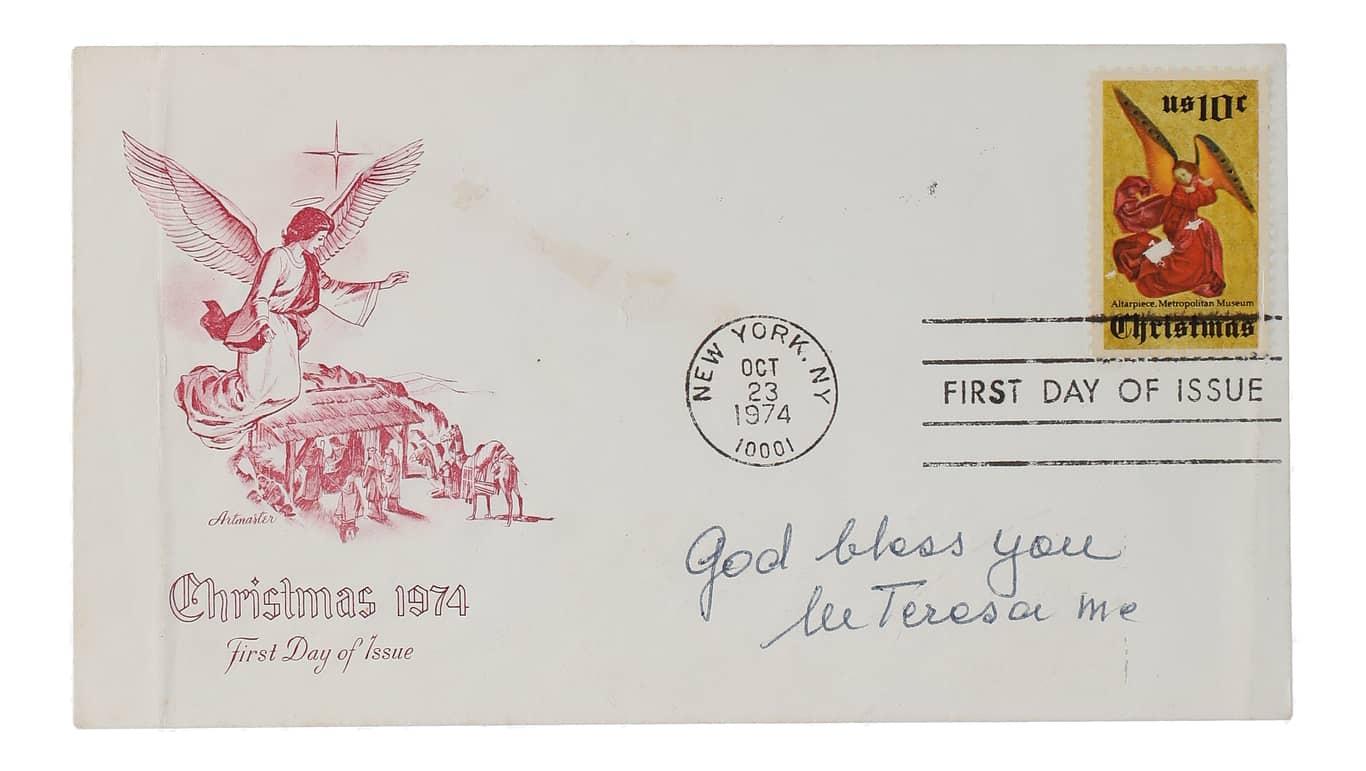 us 10c
Altarpiece, Metropolitan Museum
Christmas
NEW YORK, NY
OCT
23
1974
10001
FIRST DAY OF ISSUE
Artmaster
Christmas 1974
First Day of Issue
God bless you
M Teresa mc